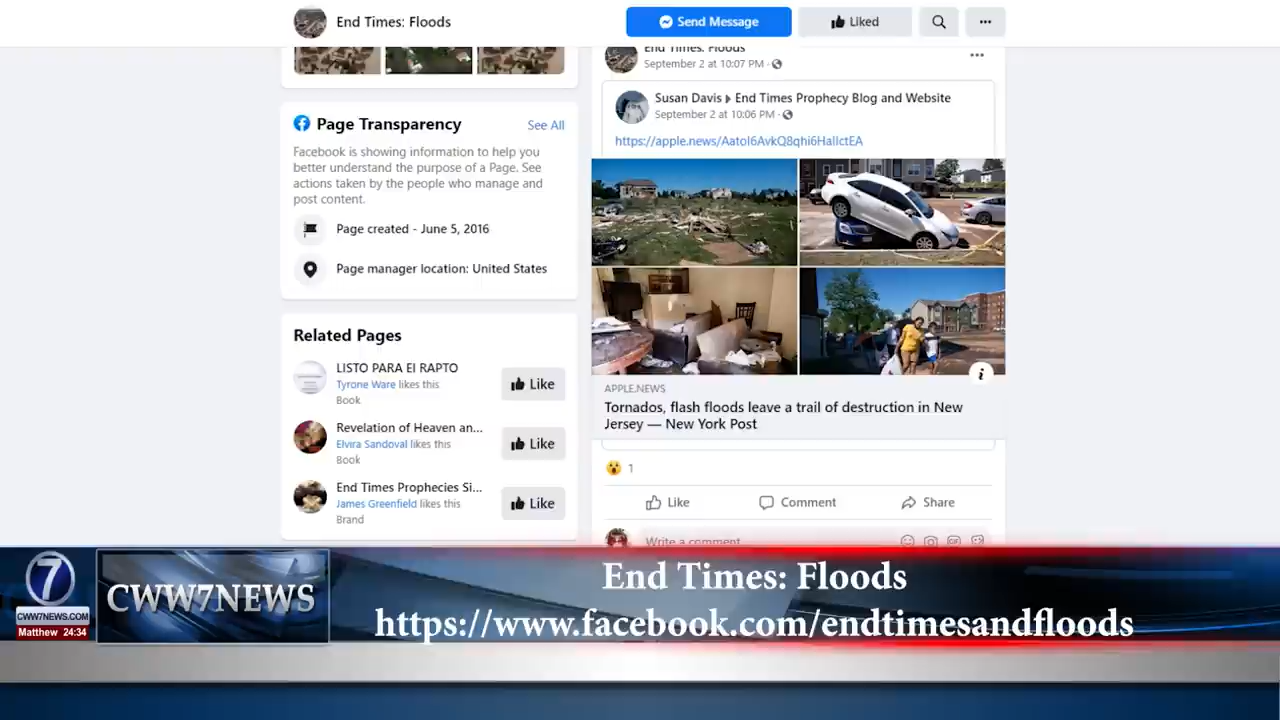 End Times: Floods
Send Message
Liked
End Times: Floods
September 2 at 10:07 PM ·
Susan Davis ▸ End Times Prophecy Blog and Website
September 2 at 10:06 PM ·
https://apple.news/AatoI6AvkQ8qhi6HaIIctEA
Page Transparency
See All
Facebook is showing information to help you
better understand the purpose of a Page. See
actions taken by the people who manage and
post content.
Page created - June 5, 2016
Page manager location: United States
Related Pages
LISTO PARA El RAPTO
Tyrone Ware likes this
Book
Like
Revelation of Heaven an...
Elvira Sandoval likes this
Book
Like
End Times Prophecies Si...
James Greenfield likes this
Brand
Like
APPLE.NEWS
Tornados, flash floods leave a trail of destruction in New
Jersey — New York Post
1
Like
Comment
Share
Write a comment
7
CWW7NEWS.COM
Matthew 24:34
CWW7NEWS
End Times: Floods
https://www.facebook.com/endtimesandfloods